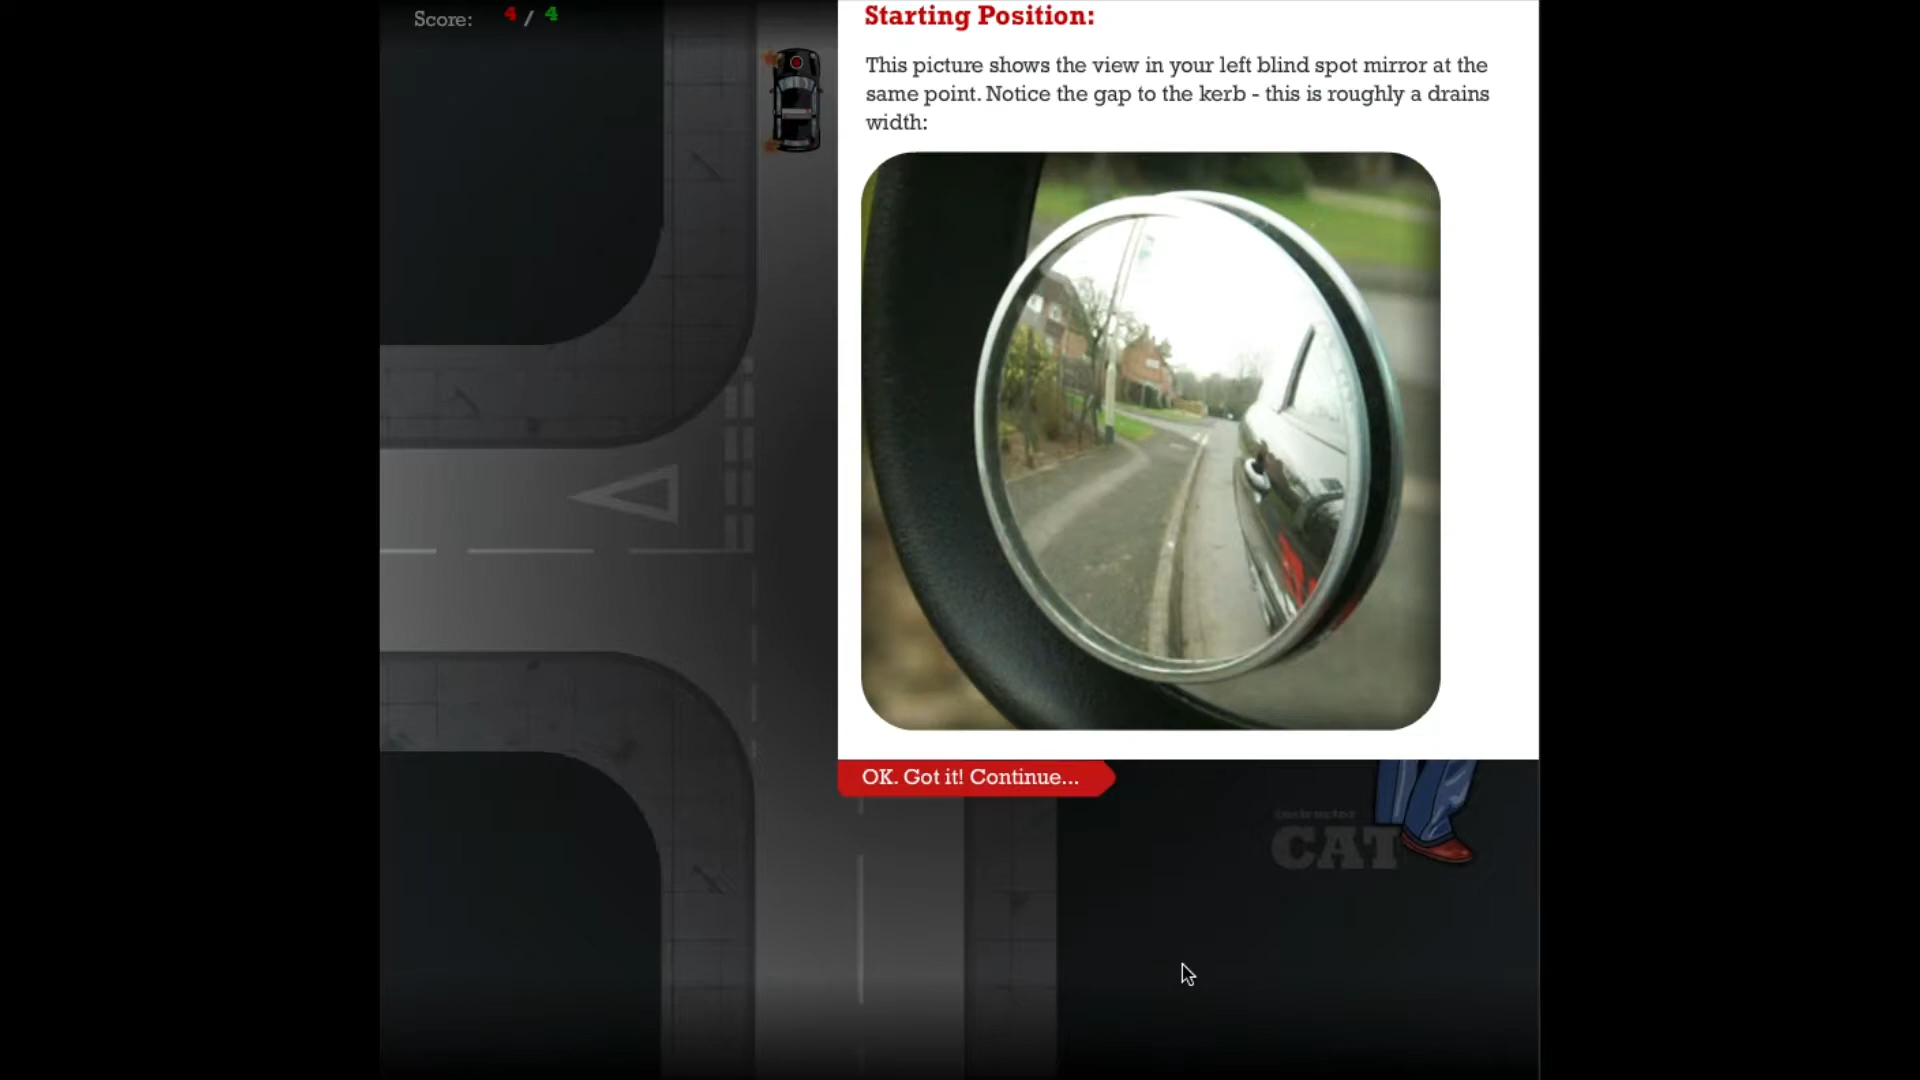 Score: 4 / 4
Starting Position:
This picture shows the view in your left blind spot mirror at the
same point. Notice the gap to the kerb - this is roughly a drains
width:
OK. Got it! Continue...
instructor
CAT